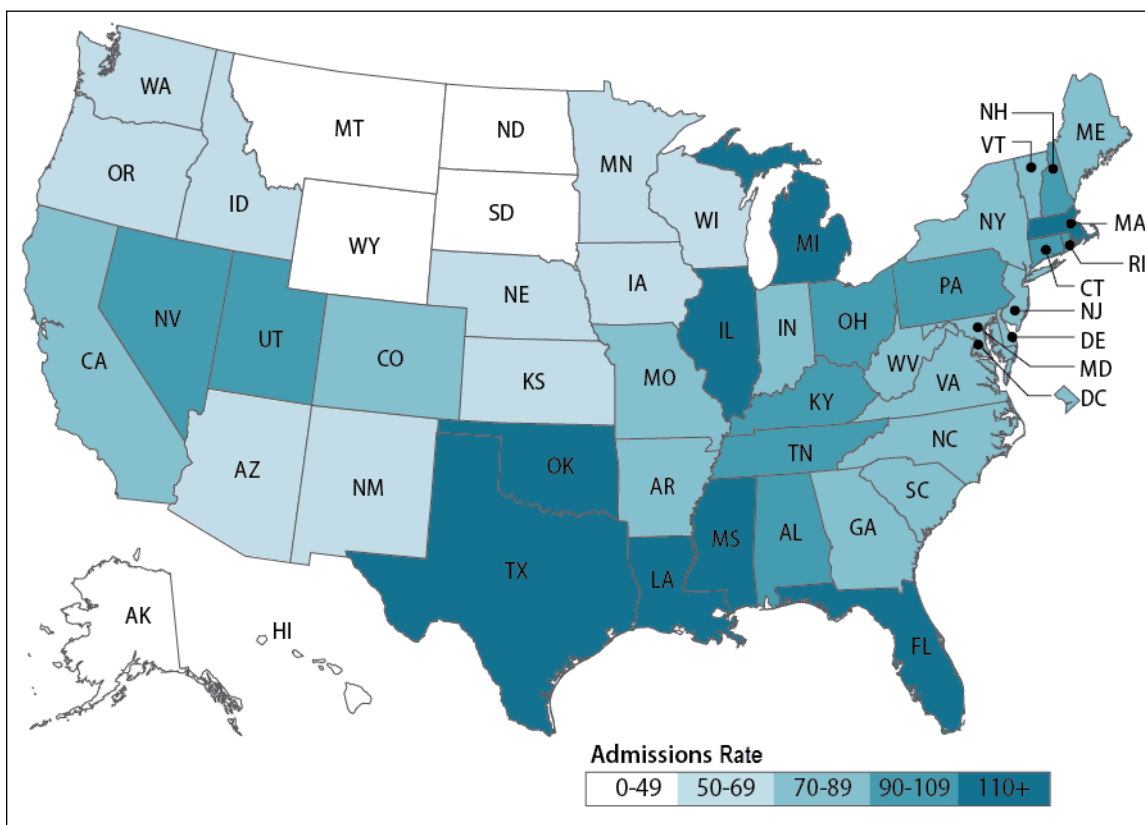 NH
ME
WA
VT
MT
ND
MN
OR
ID
WI
NY
MA
SD
WY
MI
RI
CT
PA
IA
NE
NJ
NV
IL
IN
OH
UT
DE
CA
CO
WV
MD
MO
KS
VA
DC
KY
NC
TN
OK
AZ
NM
AR
SC
GA
MS
AL
TX
LA
AK
HI
FL
Admissions Rate
0-49 50-69 70-89 90-109 110+